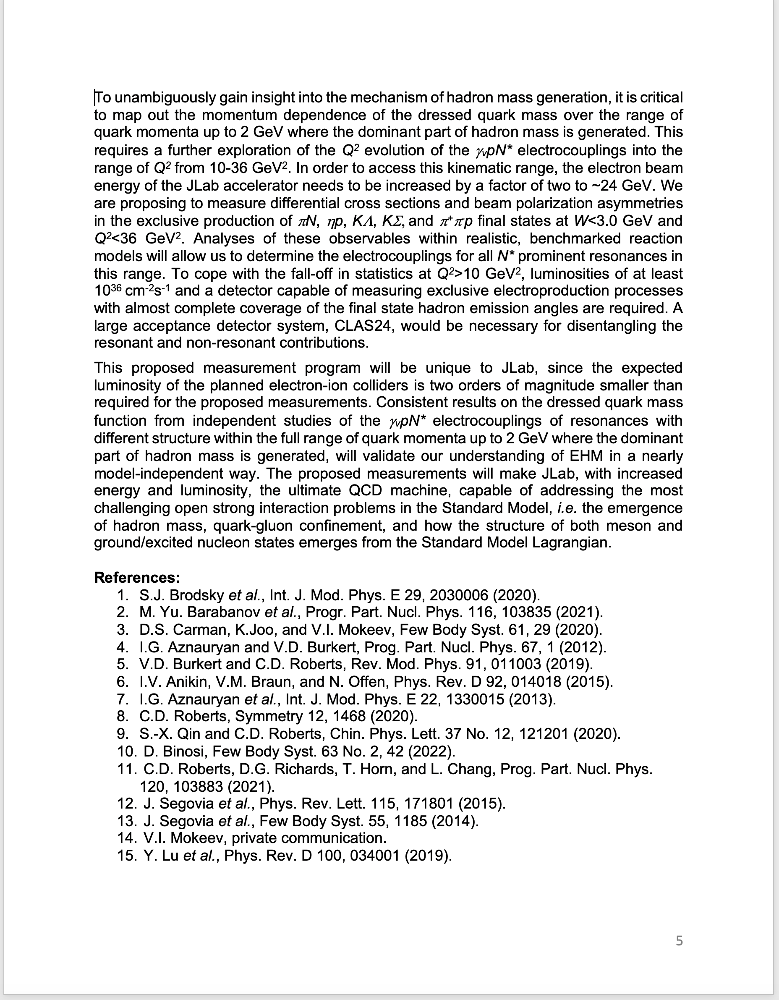 To unambiguously gain insight into the mechanism of hadron mass generation, it is critical
to map out the momentum dependence of the dressed quark mass over the range of
quark momenta up to 2 GeV where the dominant part of hadron mass is generated. This
requires a further exploration of the Q² evolution of the γᵥpN* electrocouplings into the
range of Q² from 10-36 GeV². In order to access this kinematic range, the electron beam
energy of the JLab accelerator needs to be increased by a factor of two to ~24 GeV. We
are proposing to measure differential cross sections and beam polarization asymmetries
in the exclusive production of πN, ηp, KΛ, KΣ, and π⁺πp final states at W<3.0 GeV and
Q²<36 GeV². Analyses of these observables within realistic, benchmarked reaction
models will allow us to determine the electrocouplings for all N* prominent resonances in
this range. To cope with the fall-off in statistics at Q²>10 GeV², luminosities of at least
10³⁶ cm⁻²s⁻¹ and a detector capable of measuring exclusive electroproduction processes
with almost complete coverage of the final state hadron emission angles are required. A
large acceptance detector system, CLAS24, would be necessary for disentangling the
resonant and non-resonant contributions.
This proposed measurement program will be unique to JLab, since the expected
luminosity of the planned electron-ion colliders is two orders of magnitude smaller than
required for the proposed measurements. Consistent results on the dressed quark mass
function from independent studies of the γᵥpN* electrocouplings of resonances with
different structure within the full range of quark momenta up to 2 GeV where the dominant
part of hadron mass is generated, will validate our understanding of EHM in a nearly
model-independent way. The proposed measurements will make JLab, with increased
energy and luminosity, the ultimate QCD machine, capable of addressing the most
challenging open strong interaction problems in the Standard Model, i.e. the emergence
of hadron mass, quark-gluon confinement, and how the structure of both meson and
ground/excited nucleon states emerges from the Standard Model Lagrangian.
References:
1. S.J. Brodsky et al., Int. J. Mod. Phys. E 29, 2030006 (2020).
2. M. Yu. Barabanov et al., Progr. Part. Nucl. Phys. 116, 103835 (2021).
3. D.S. Carman, K.Joo, and V.I. Mokeev, Few Body Syst. 61, 29 (2020).
4. I.G. Aznauryan and V.D. Burkert, Prog. Part. Nucl. Phys. 67, 1 (2012).
5. V.D. Burkert and C.D. Roberts, Rev. Mod. Phys. 91, 011003 (2019).
6. I.V. Anikin, V.M. Braun, and N. Offen, Phys. Rev. D 92, 014018 (2015).
7. I.G. Aznauryan et al., Int. J. Mod. Phys. E 22, 1330015 (2013).
8. C.D. Roberts, Symmetry 12, 1468 (2020).
9. S.-X. Qin and C.D. Roberts, Chin. Phys. Lett. 37 No. 12, 121201 (2020).
10. D. Binosi, Few Body Syst. 63 No. 2, 42 (2022).
11. C.D. Roberts, D.G. Richards, T. Horn, and L. Chang, Prog. Part. Nucl. Phys.
120, 103883 (2021).
12. J. Segovia et al., Phys. Rev. Lett. 115, 171801 (2015).
13. J. Segovia et al., Few Body Syst. 55, 1185 (2014).
14. V.I. Mokeev, private communication.
15. Y. Lu et al., Phys. Rev. D 100, 034001 (2019).
5